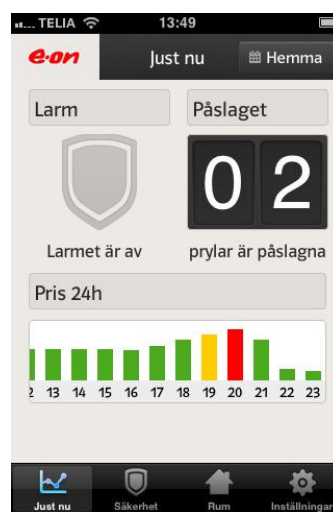 TELIA 13:49
e·on Just nu Hemma
Larm Påslaget
02
Larmet är av prylar är påslagna
Pris 24h
2 13 14 15 16 17 18 19 20 21 22 23
Just nu Säkerhet Rum Inställningar